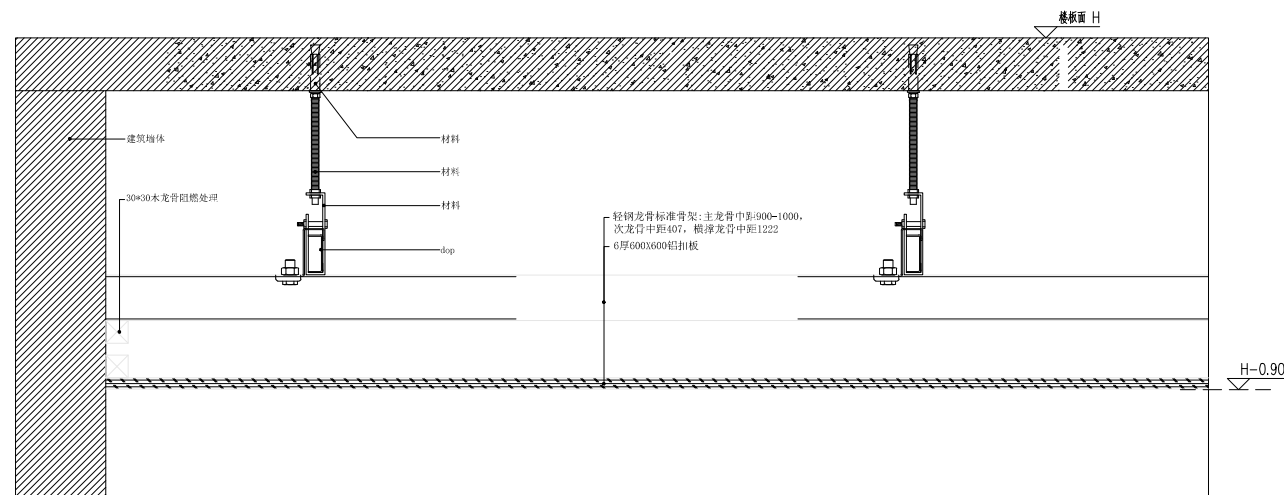 楼板面 H
建筑墙体
材料
材料
30*30木龙骨阻燃处理
材料
轻钢龙骨标准骨架:主龙骨中距900-1000,
次龙骨中距407, 横撑龙骨中距1222
6厚600X600铝扣板
dop
H-0.90